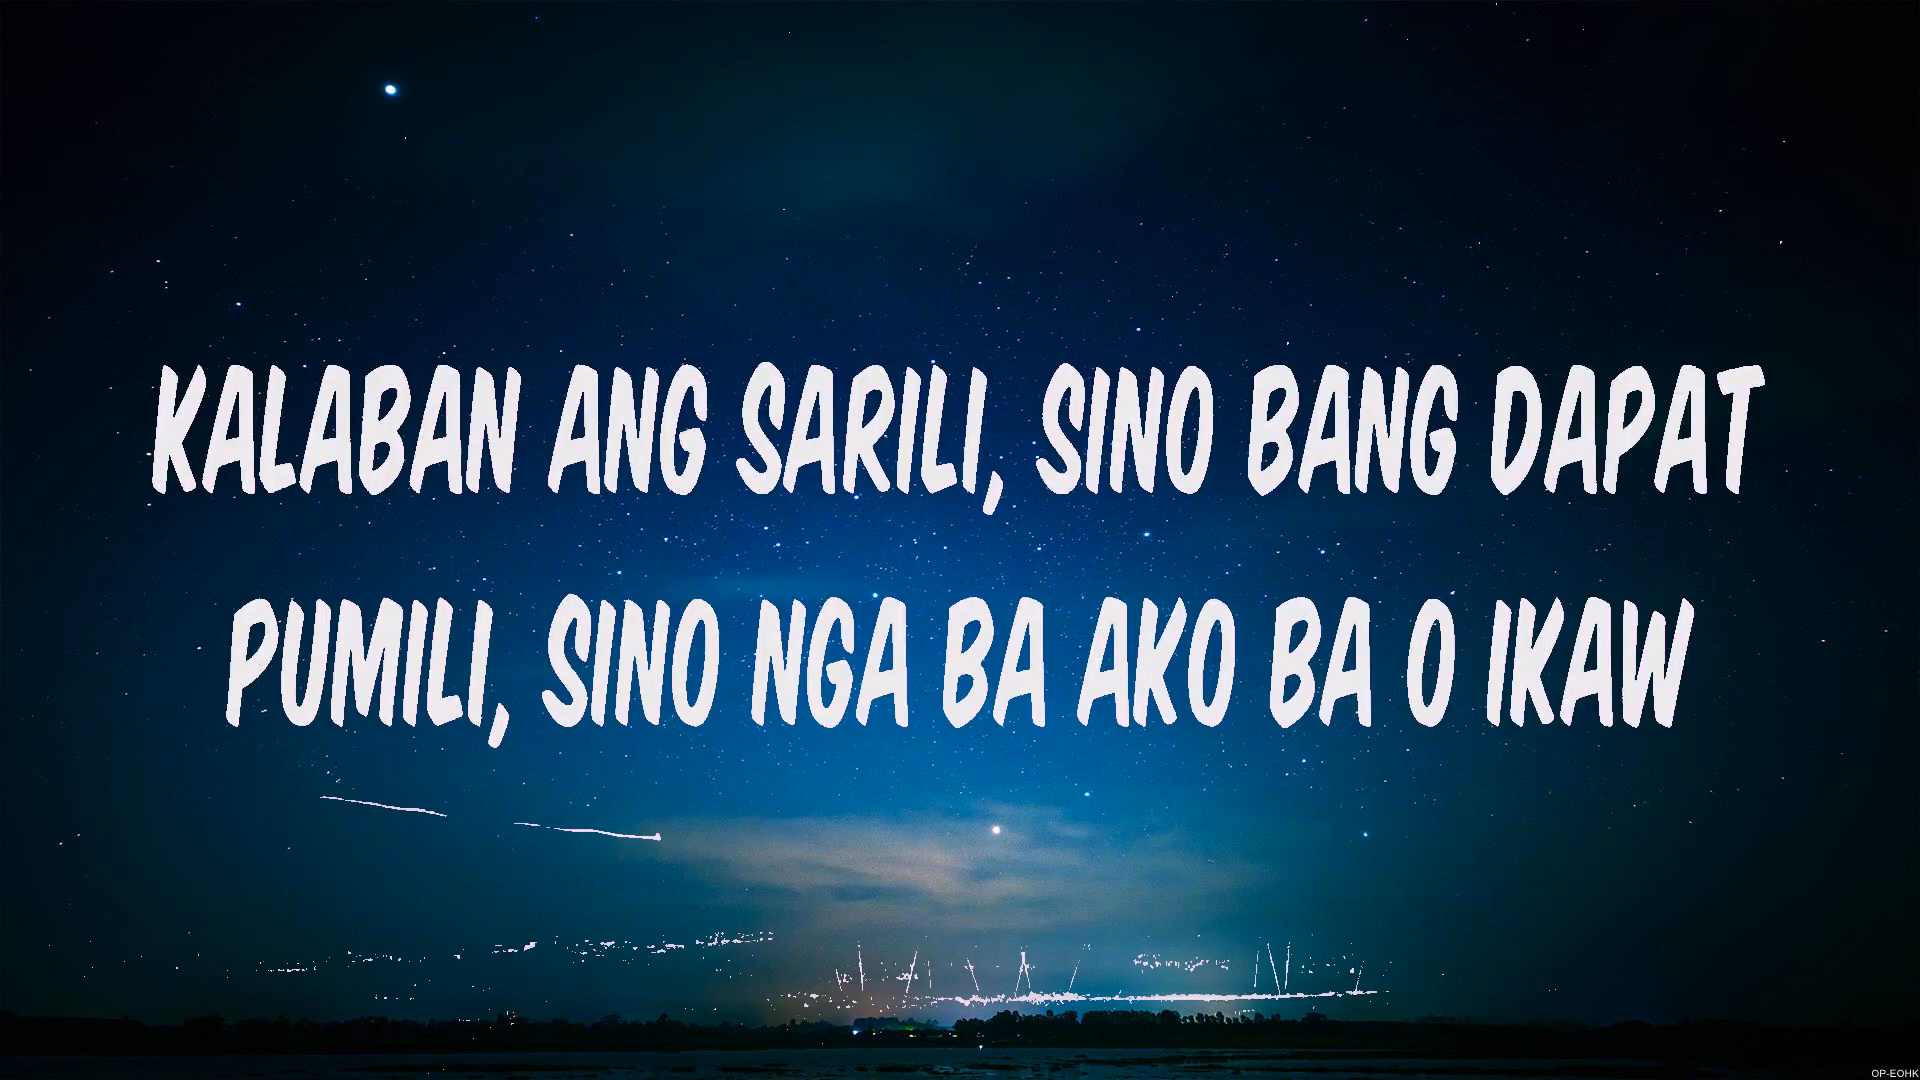 KALABAN ANG SARILI, SINO BANG DAPAT
PUMILI, SINO NGA BA AKO BA O IKAW
OP-EOHK